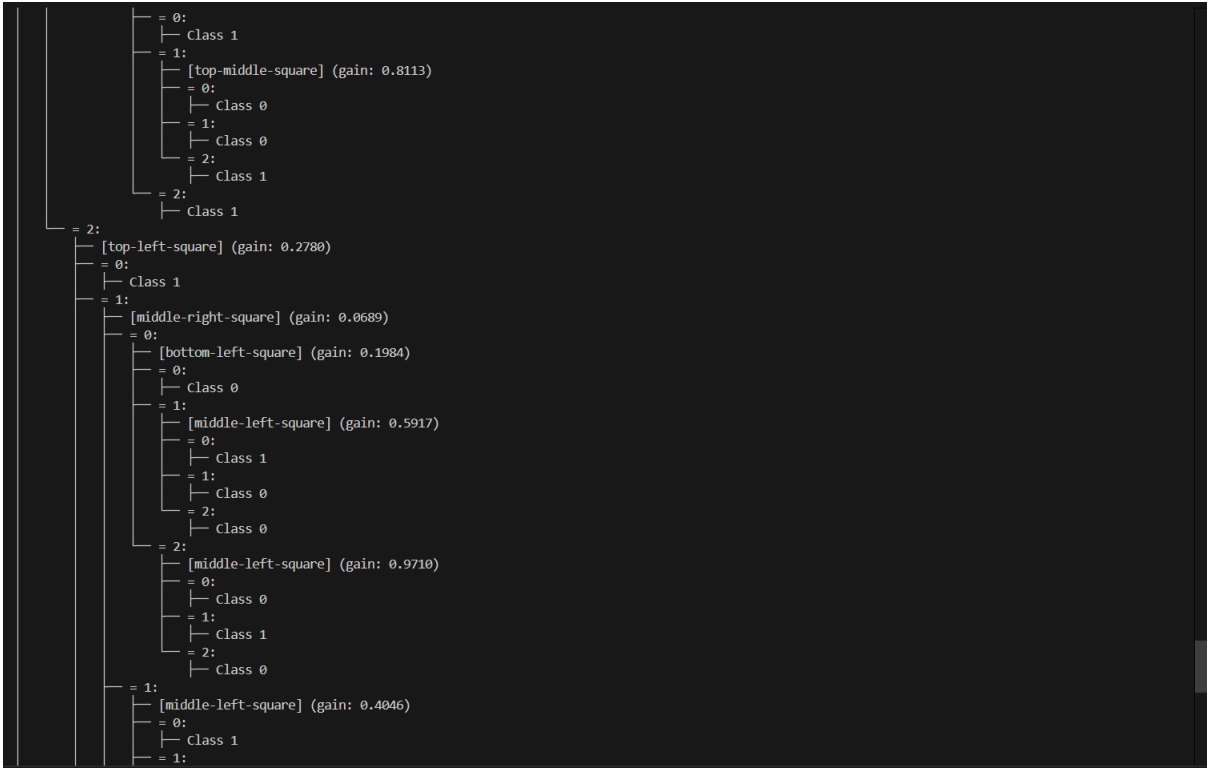 │   │           ├── = 0:
│   │           │   ├── Class 1
│   │           ├── = 1:
│   │           │   ├── [top-middle-square] (gain: 0.8113)
│   │           │   ├── = 0:
│   │           │   │   ├── Class 0
│   │           │   ├── = 1:
│   │           │   │   ├── Class 0
│   │           │   └── = 2:
│   │           │       ├── Class 1
│   │           └── = 2:
│   │               ├── Class 1
│   └── = 2:
│       ├── [top-left-square] (gain: 0.2780)
│       ├── = 0:
│       │   ├── Class 1
│       ├── = 1:
│       │   ├── [middle-right-square] (gain: 0.0689)
│       │   ├── = 0:
│       │   │   ├── [bottom-left-square] (gain: 0.1984)
│       │   │   ├── = 0:
│       │   │   │   ├── Class 0
│       │   │   ├── = 1:
│       │   │   │   ├── [middle-left-square] (gain: 0.5917)
│       │   │   │   ├── = 0:
│       │   │   │   │   ├── Class 1
│       │   │   │   ├── = 1:
│       │   │   │   │   ├── Class 0
│       │   │   │   └── = 2:
│       │   │   │       ├── Class 0
│       │   │   └── = 2:
│       │   │       ├── [middle-left-square] (gain: 0.9710)
│       │   │       ├── = 0:
│       │   │       │   ├── Class 0
│       │   │       ├── = 1:
│       │   │       │   ├── Class 1
│       │   │       └── = 2:
│       │   │           ├── Class 0
│       │   ├── = 1:
│       │   │   ├── [middle-left-square] (gain: 0.4046)
│       │   │   ├── = 0:
│       │   │   │   ├── Class 1
│       │   │   ├── = 1: